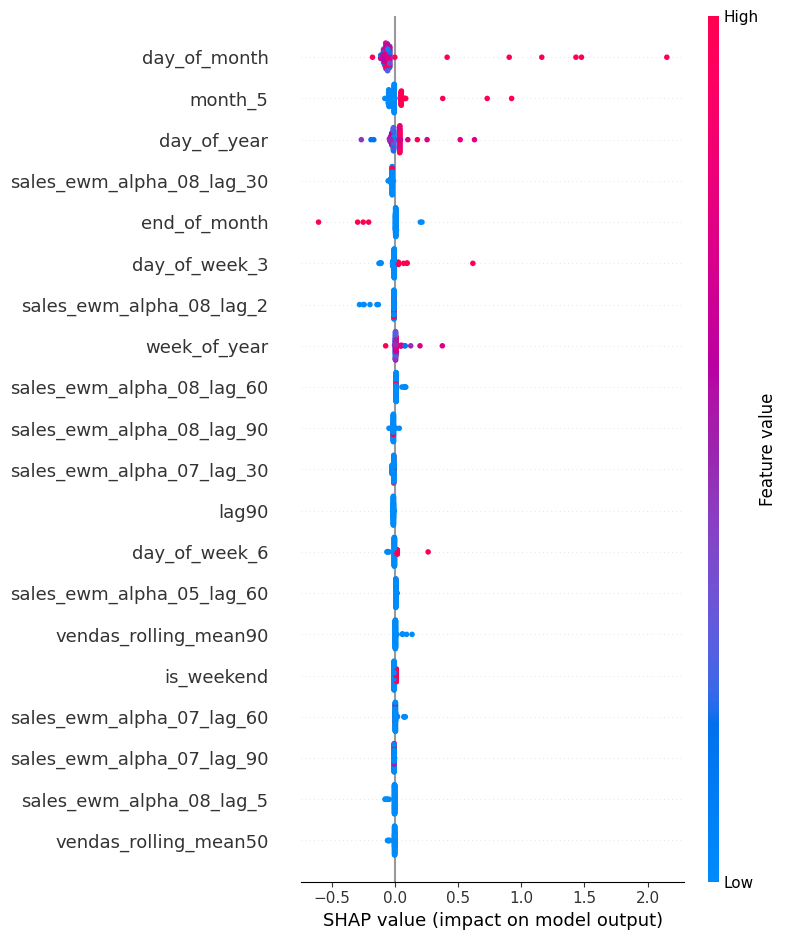 High
day_of_month
month_5
day_of_year
sales_ewm_alpha_08_lag_30
end_of_month
day_of_week_3
sales_ewm_alpha_08_lag_2
week_of_year
sales_ewm_alpha_08_lag_60
sales_ewm_alpha_08_lag_90
sales_ewm_alpha_07_lag_30
lag90
day_of_week_6
sales_ewm_alpha_05_lag_60
vendas_rolling_mean90
is_weekend
sales_ewm_alpha_07_lag_60
sales_ewm_alpha_07_lag_90
sales_ewm_alpha_08_lag_5
vendas_rolling_mean50
Feature value
Low
−0.5 0.0 0.5 1.0 1.5 2.0
SHAP value (impact on model output)